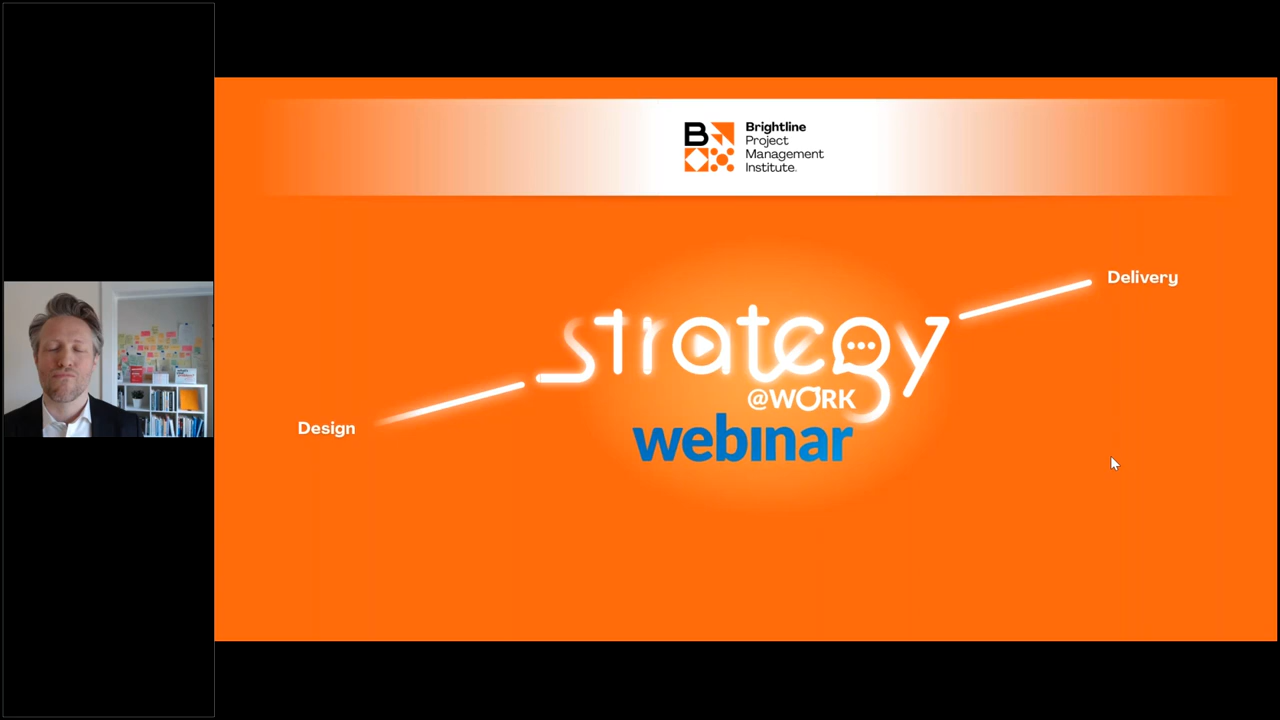 Brightline
Project
Management
Institute.
Delivery
strategy
@WORK
webinar
Design